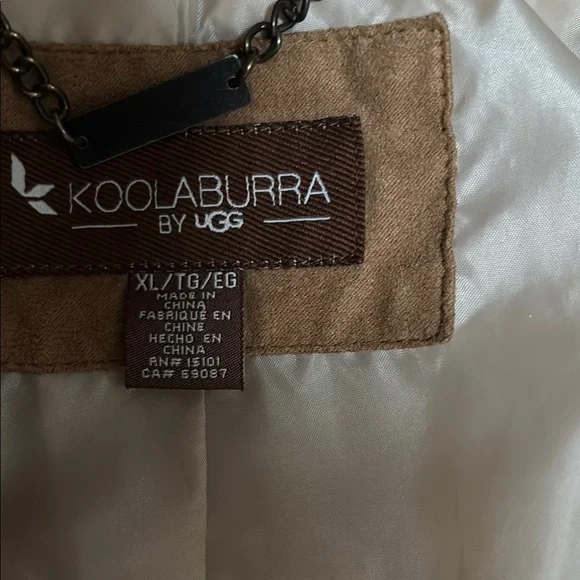 KOOLABURRA
BY UGG
XL/TG/EG
MADE IN
CHINA
FABRIQUE EN
CHINE
HECHO EN
CHINA
RN# 15101
CA# 59087